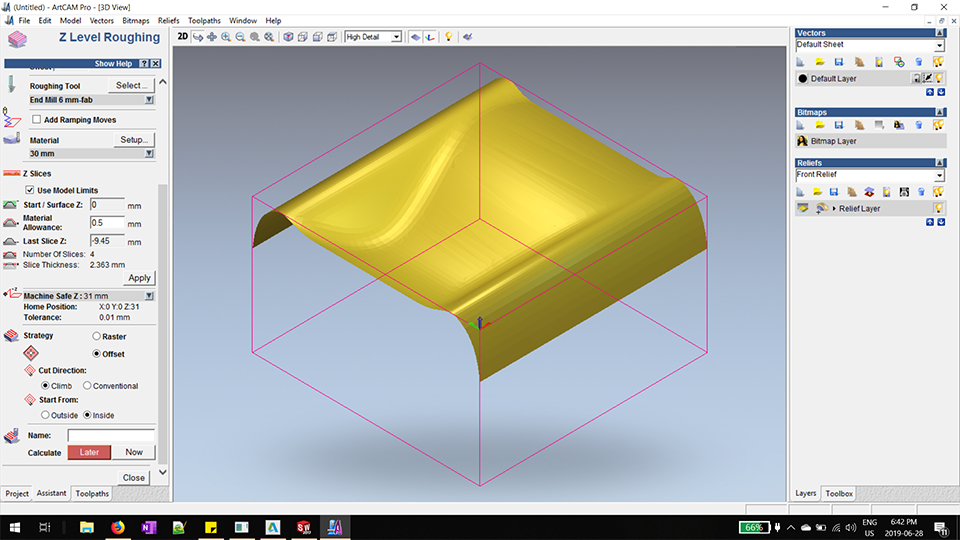 (Untitled) - ArtCAM Pro - [3D View]
File Edit Models Vectors Bitmaps Reliefs Toolpaths Window Help
Z Level Roughing
Show Help ? X
Roughing Tool Select...
End Mill 6 mm-fab
Add Ramping Moves
Material Setup...
30 mm
Z Slices
Use Model Limits
Start / Surface Z: 0 mm
Material Allowance: 0.5 mm
Last Slice Z: -9.45 mm
Number Of Slices: 4
Slice Thickness: 2.363 mm
Apply
Machine Safe Z : 31 mm
Home Position: X:0 Y:0 Z:31
Tolerance: 0.01 mm
Strategy Raster
Offset
Cut Direction:
Climb Conventional
Start From:
Outside Inside
Name:
Calculate Later Now
Close
Project Assistant Toolpaths
2D High Detail
Vectors
Default Sheet
Default Layer
Bitmaps
Bitmap Layer
Reliefs
Front Relief
Relief Layer
Layers Toolbox
66% ENG US 6:42 PM 2019-06-28 11